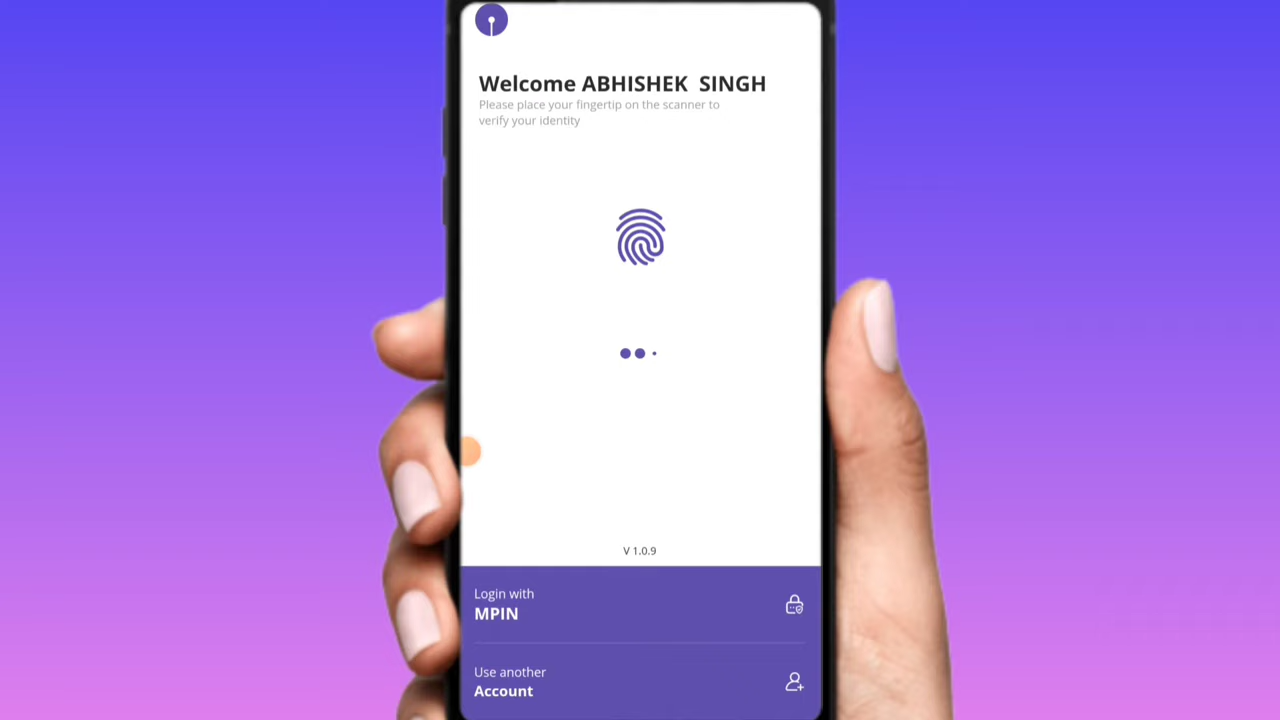 Welcome ABHISHEK  SINGH
Please place your fingertip on the scanner to
verify your identity
V 1.0.9
Login with
MPIN
Use another
Account